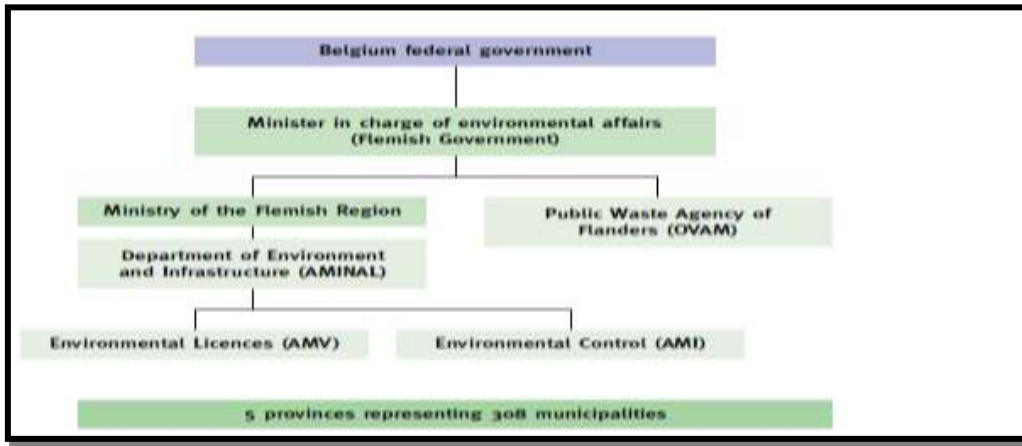 Belgium federal government
Minister in charge of environmental affairs
(Flemish Government)
Ministry of the Flemish Region
Public Waste Agency of
Flanders (OVAM)
Department of Environment
and Infrastructure (AMINAL)
Environmental Licences (AMV)
Environmental Control (AMI)
5 provinces representing 308 municipalities